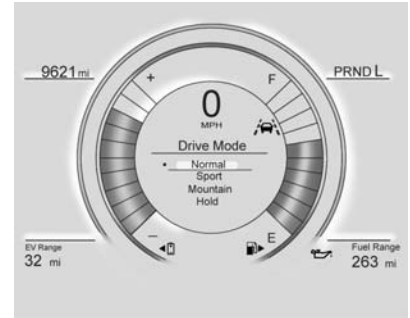 9621 mi
PRND L
+
F
0
MPH
Drive Mode
• Normal
Sport
Mountain
Hold
−
E
EV Range
32 mi
Fuel Range
263 mi